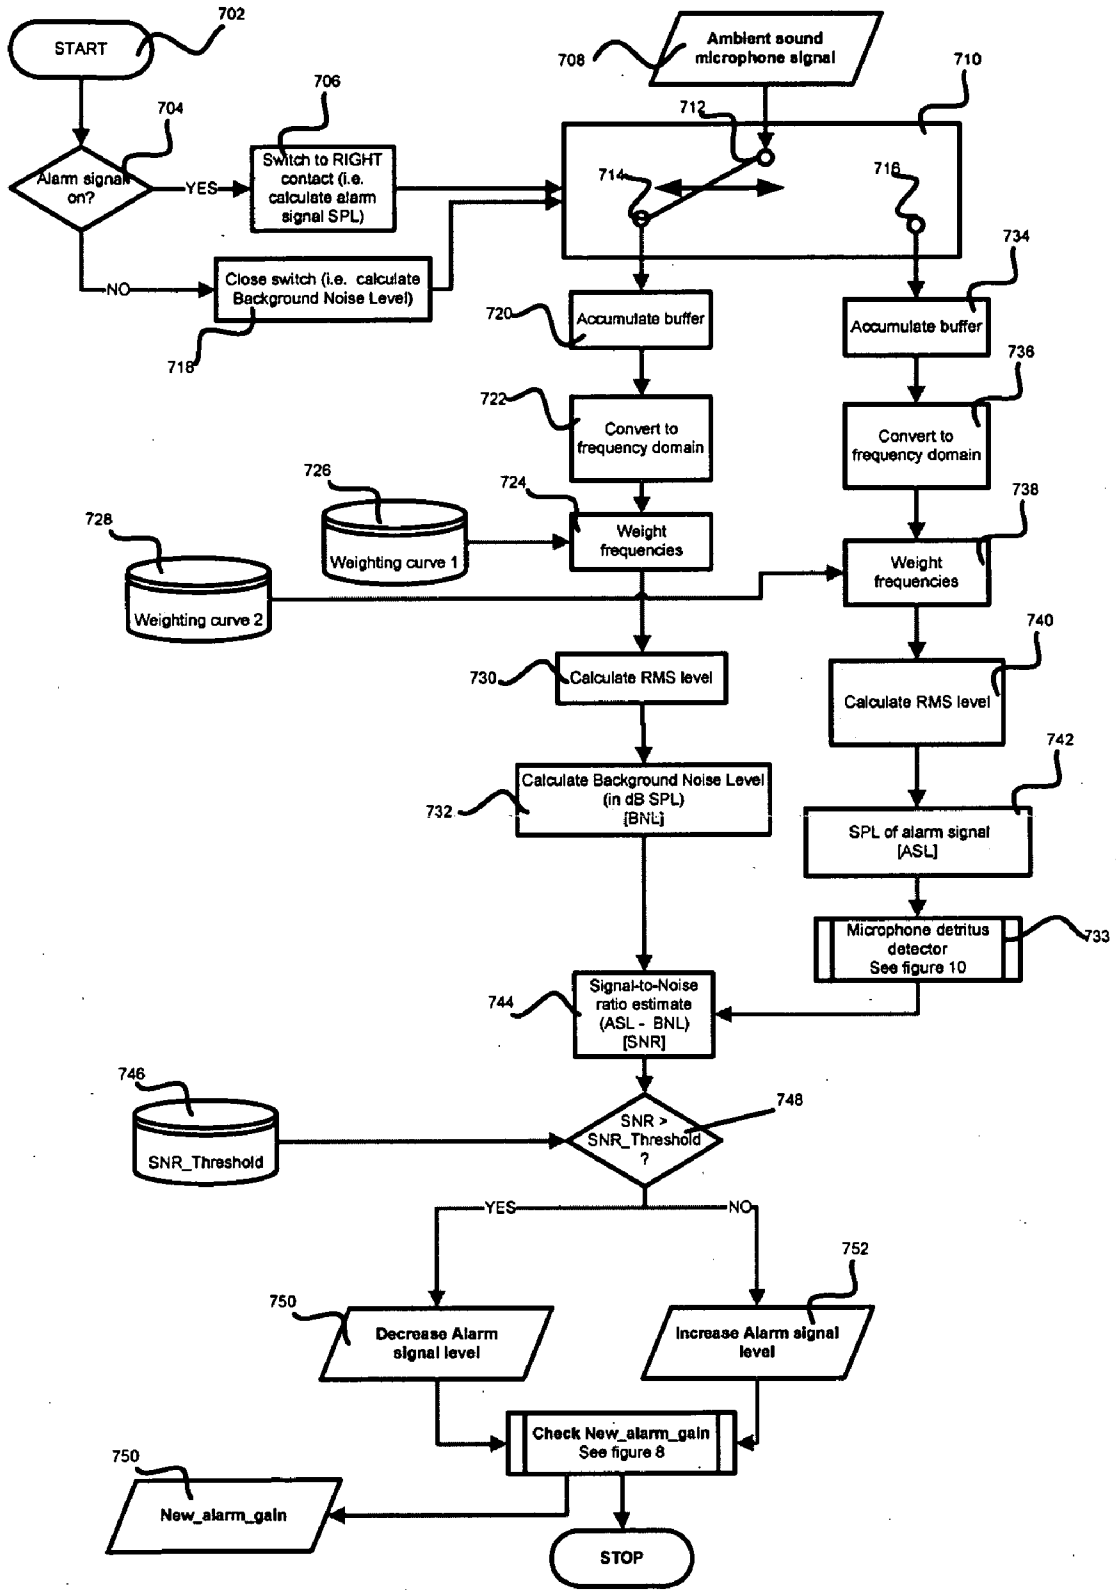 702
START
704
706
Alarm signal
on?
YES
Switch to RIGHT
contact (i.e.
calculate alarm
signal SPL)
NO
Close switch (i.e. calculate
Background Noise Level)
718
708
Ambient sound
microphone signal
710
712
714
716
720
Accumulate buffer
734
Accumulate buffer
722
Convert to
frequency domain
736
Convert to
frequency domain
726
Weighting curve 1
724
Weight
frequencies
728
Weighting curve 2
738
Weight
frequencies
730
Calculate RMS level
740
Calculate RMS level
732
Calculate Background Noise Level
(in dB SPL)
[BNL]
742
SPL of alarm signal
[ASL]
733
Microphone detritus
detector
See figure 10
744
Signal-to-Noise
ratio estimate
(ASL - BNL)
[SNR]
746
SNR_Threshold
748
SNR >
SNR_Threshold
?
YES
NO
750
Decrease Alarm
signal level
752
Increase Alarm signal
level
Check New_alarm_gain
See figure 8
750
New_alarm_gain
STOP